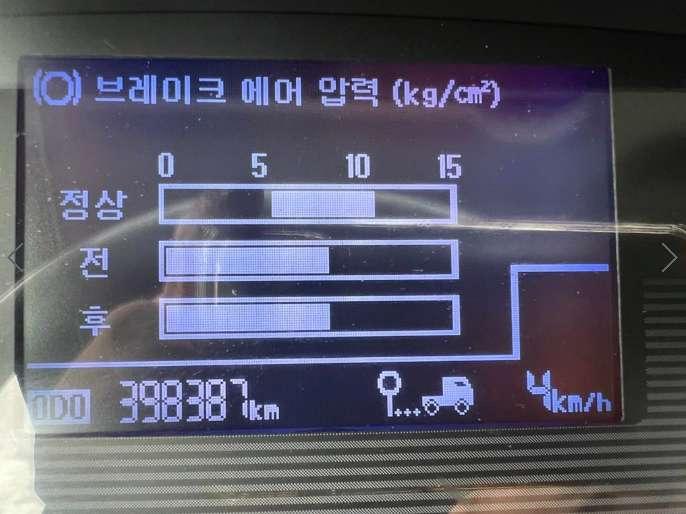 브레이크 에어 압력 (kg/cm²)
0 5 10 15
정상
전
후
ODO 398387km
4km/h